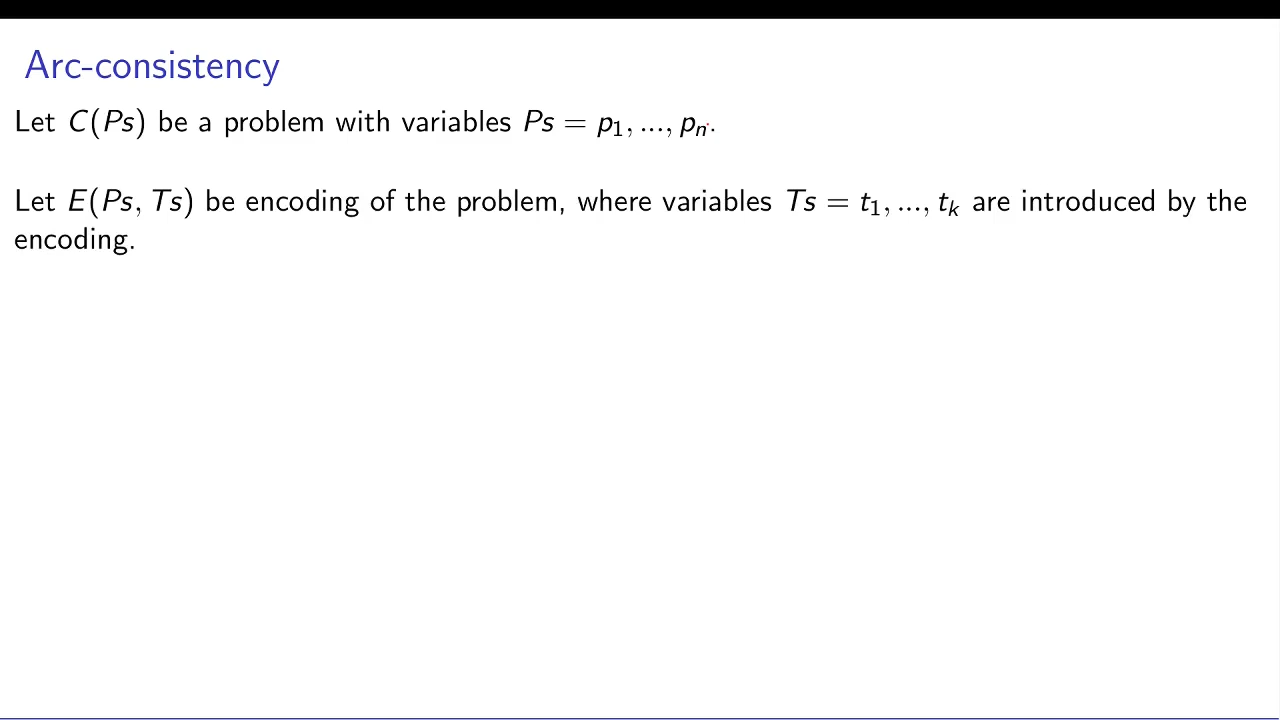 Arc-consistency
Let C(Ps) be a problem with variables Ps = p₁, ..., pₙ.
Let E(Ps, Ts) be encoding of the problem, where variables Ts = t₁, ..., tₖ are introduced by the
encoding.